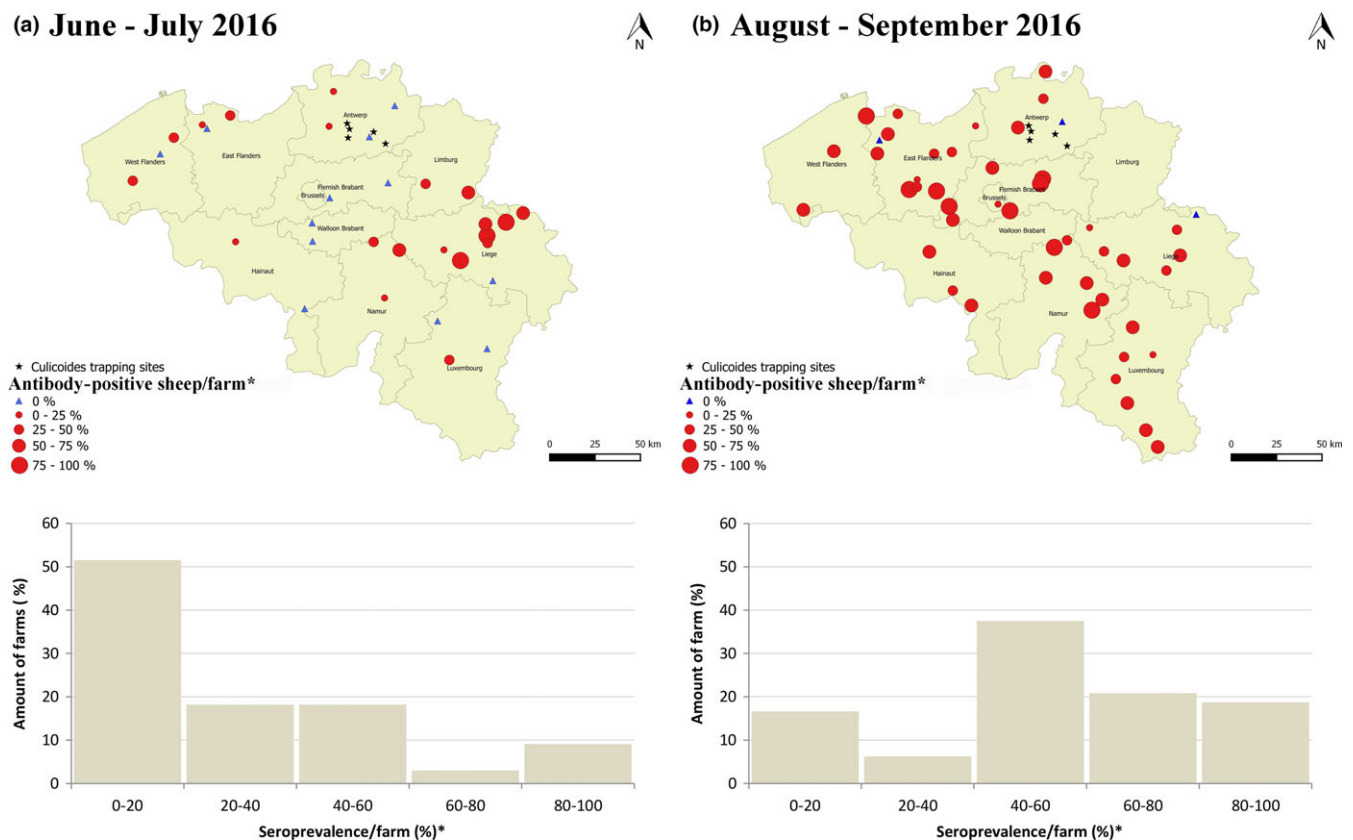 (a) June - July 2016
N
Antwerp
West Flanders
East Flanders
Limburg
Flemish Brabant
Brussels
Walloon Brabant
Liege
Hainaut
Namur
Luxembourg
Culicoides trapping sites
Antibody-positive sheep/farm*
0 %
0 - 25 %
25 - 50 %
50 - 75 %
75 - 100 %
0 25 50 km
(b) August - September 2016
N
Antwerp
West Flanders
East Flanders
Limburg
Flemish Brabant
Brussels
Walloon Brabant
Liege
Hainaut
Namur
Luxembourg
Culicoides trapping sites
Antibody-positive sheep/farm*
0 %
0 - 25 %
25 - 50 %
50 - 75 %
75 - 100 %
0 25 50 km
Amount of farms ( %)
60
50
40
30
20
10
0
0-20 20-40 40-60 60-80 80-100
Seroprevalence/farm (%)*
Amount of farm (%)
60
50
40
30
20
10
0
0-20 20-40 40-60 60-80 80-100
Seroprevalence/farm (%)*